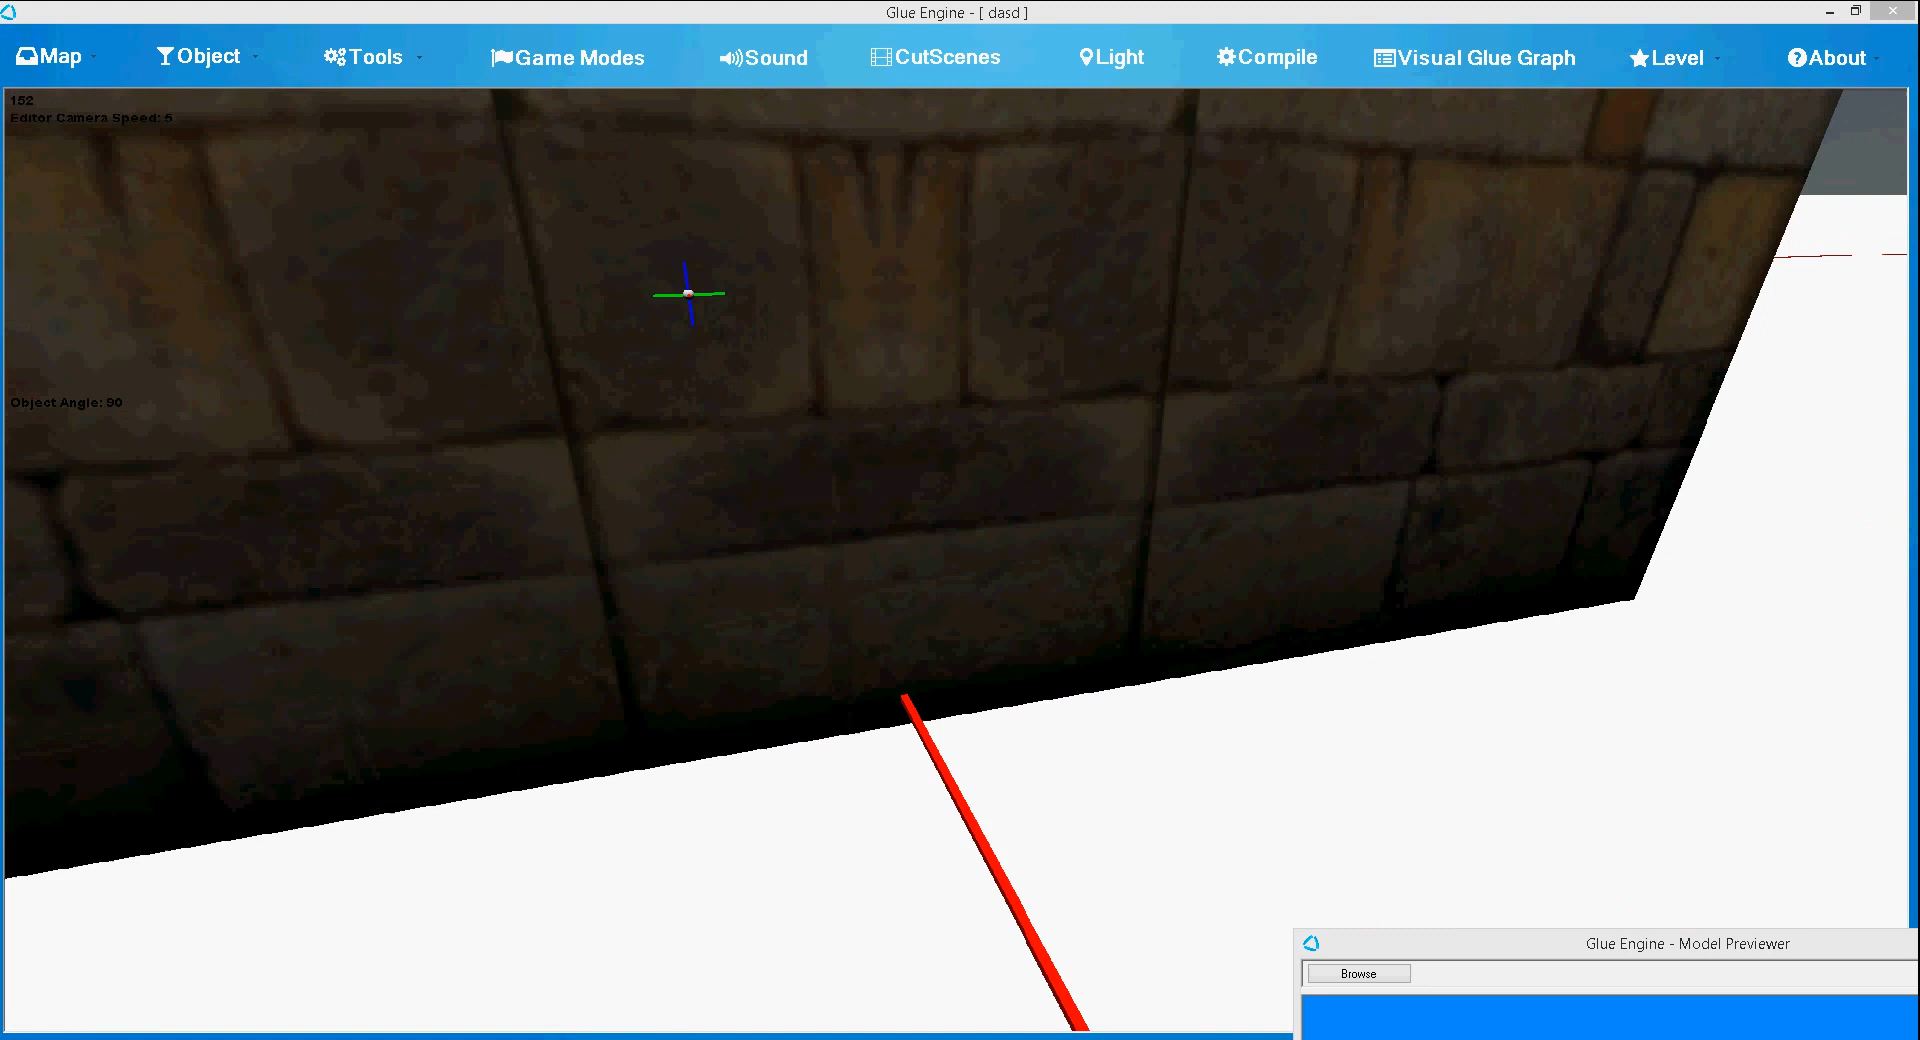 Glue Engine - [ dasd ]
Map Object Tools Game Modes Sound CutScenes Light Compile Visual Glue Graph Level About
152
Editor Camera Speed: 5
Object Angle: 90
Glue Engine - Model Previewer
Browse